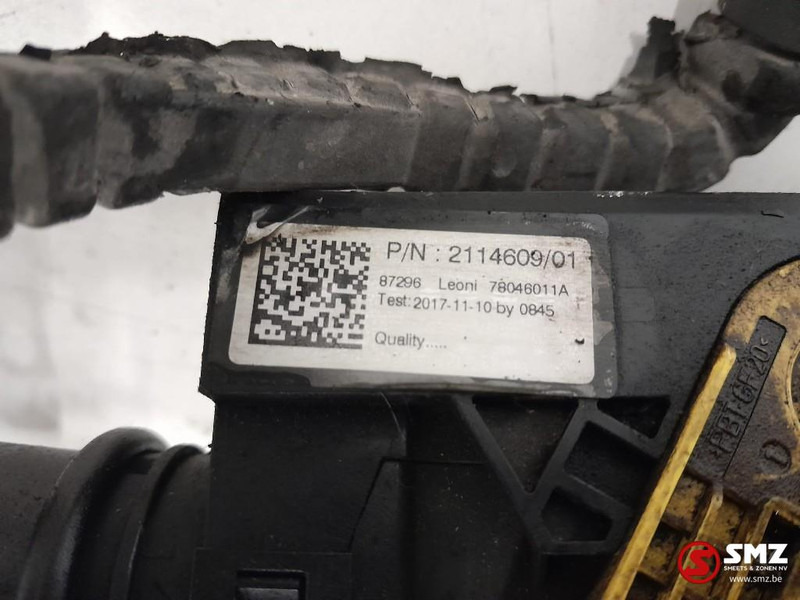 P/N : 2114609/01
87296 Leoni 78046011A
Test: 2017-11-10 by 0845
Quality.....
>PBT-GF20<
D
SMZ
SMEETS & ZONEN NV
www.smz.be